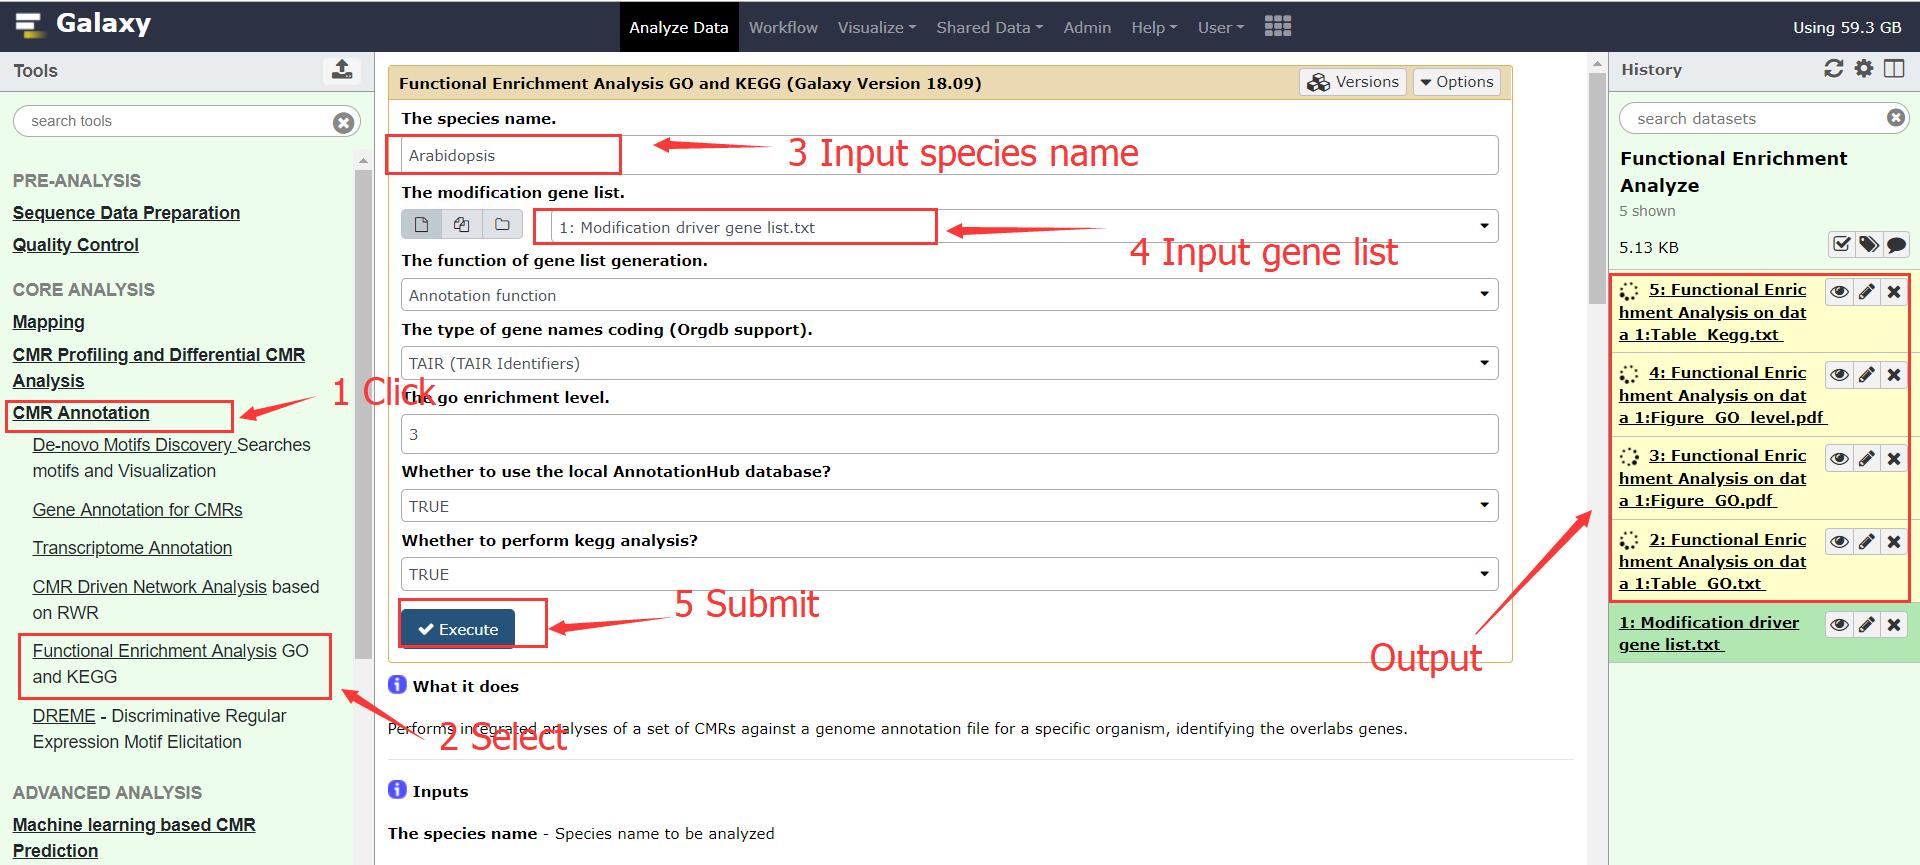 Galaxy
Analyze Data
Workflow
Visualize
Shared Data
Admin
Help
User
Using 59.3 GB
Tools
search tools
PRE-ANALYSIS
Sequence Data Preparation
Quality Control
CORE ANALYSIS
Mapping
CMR Profiling and Differential CMR
Analysis
CMR Annotation
De-novo Motifs Discovery Searches
motifs and Visualization
Gene Annotation for CMRs
Transcriptome Annotation
CMR Driven Network Analysis based
on RWR
Functional Enrichment Analysis GO
and KEGG
DREME - Discriminative Regular
Expression Motif Elicitation
ADVANCED ANALYSIS
Machine learning based CMR
Prediction
1 Click
2 Select
Functional Enrichment Analysis GO and KEGG (Galaxy Version 18.09)
Versions
Options
The species name.
Arabidopsis
3 Input species name
The modification gene list.
1: Modification driver gene list.txt
4 Input gene list
The function of gene list generation.
Annotation function
The type of gene names coding (Orgdb support).
TAIR (TAIR Identifiers)
The go enrichment level.
3
Whether to use the local AnnotationHub database?
TRUE
Whether to perform kegg analysis?
TRUE
Execute
5 Submit
Output
What it does
Performs integrated analyses of a set of CMRs against a genome annotation file for a specific organism, identifying the overlabs genes.
Inputs
The species name - Species name to be analyzed
History
search datasets
Functional Enrichment
Analyze
5 shown
5.13 KB
5: Functional Enric
hment Analysis on dat
a 1:Table_Kegg.txt
4: Functional Enric
hment Analysis on dat
a 1:Figure_GO_level.pdf
3: Functional Enric
hment Analysis on dat
a 1:Figure_GO.pdf
2: Functional Enric
hment Analysis on dat
a 1:Table_GO.txt
1: Modification driver
gene list.txt